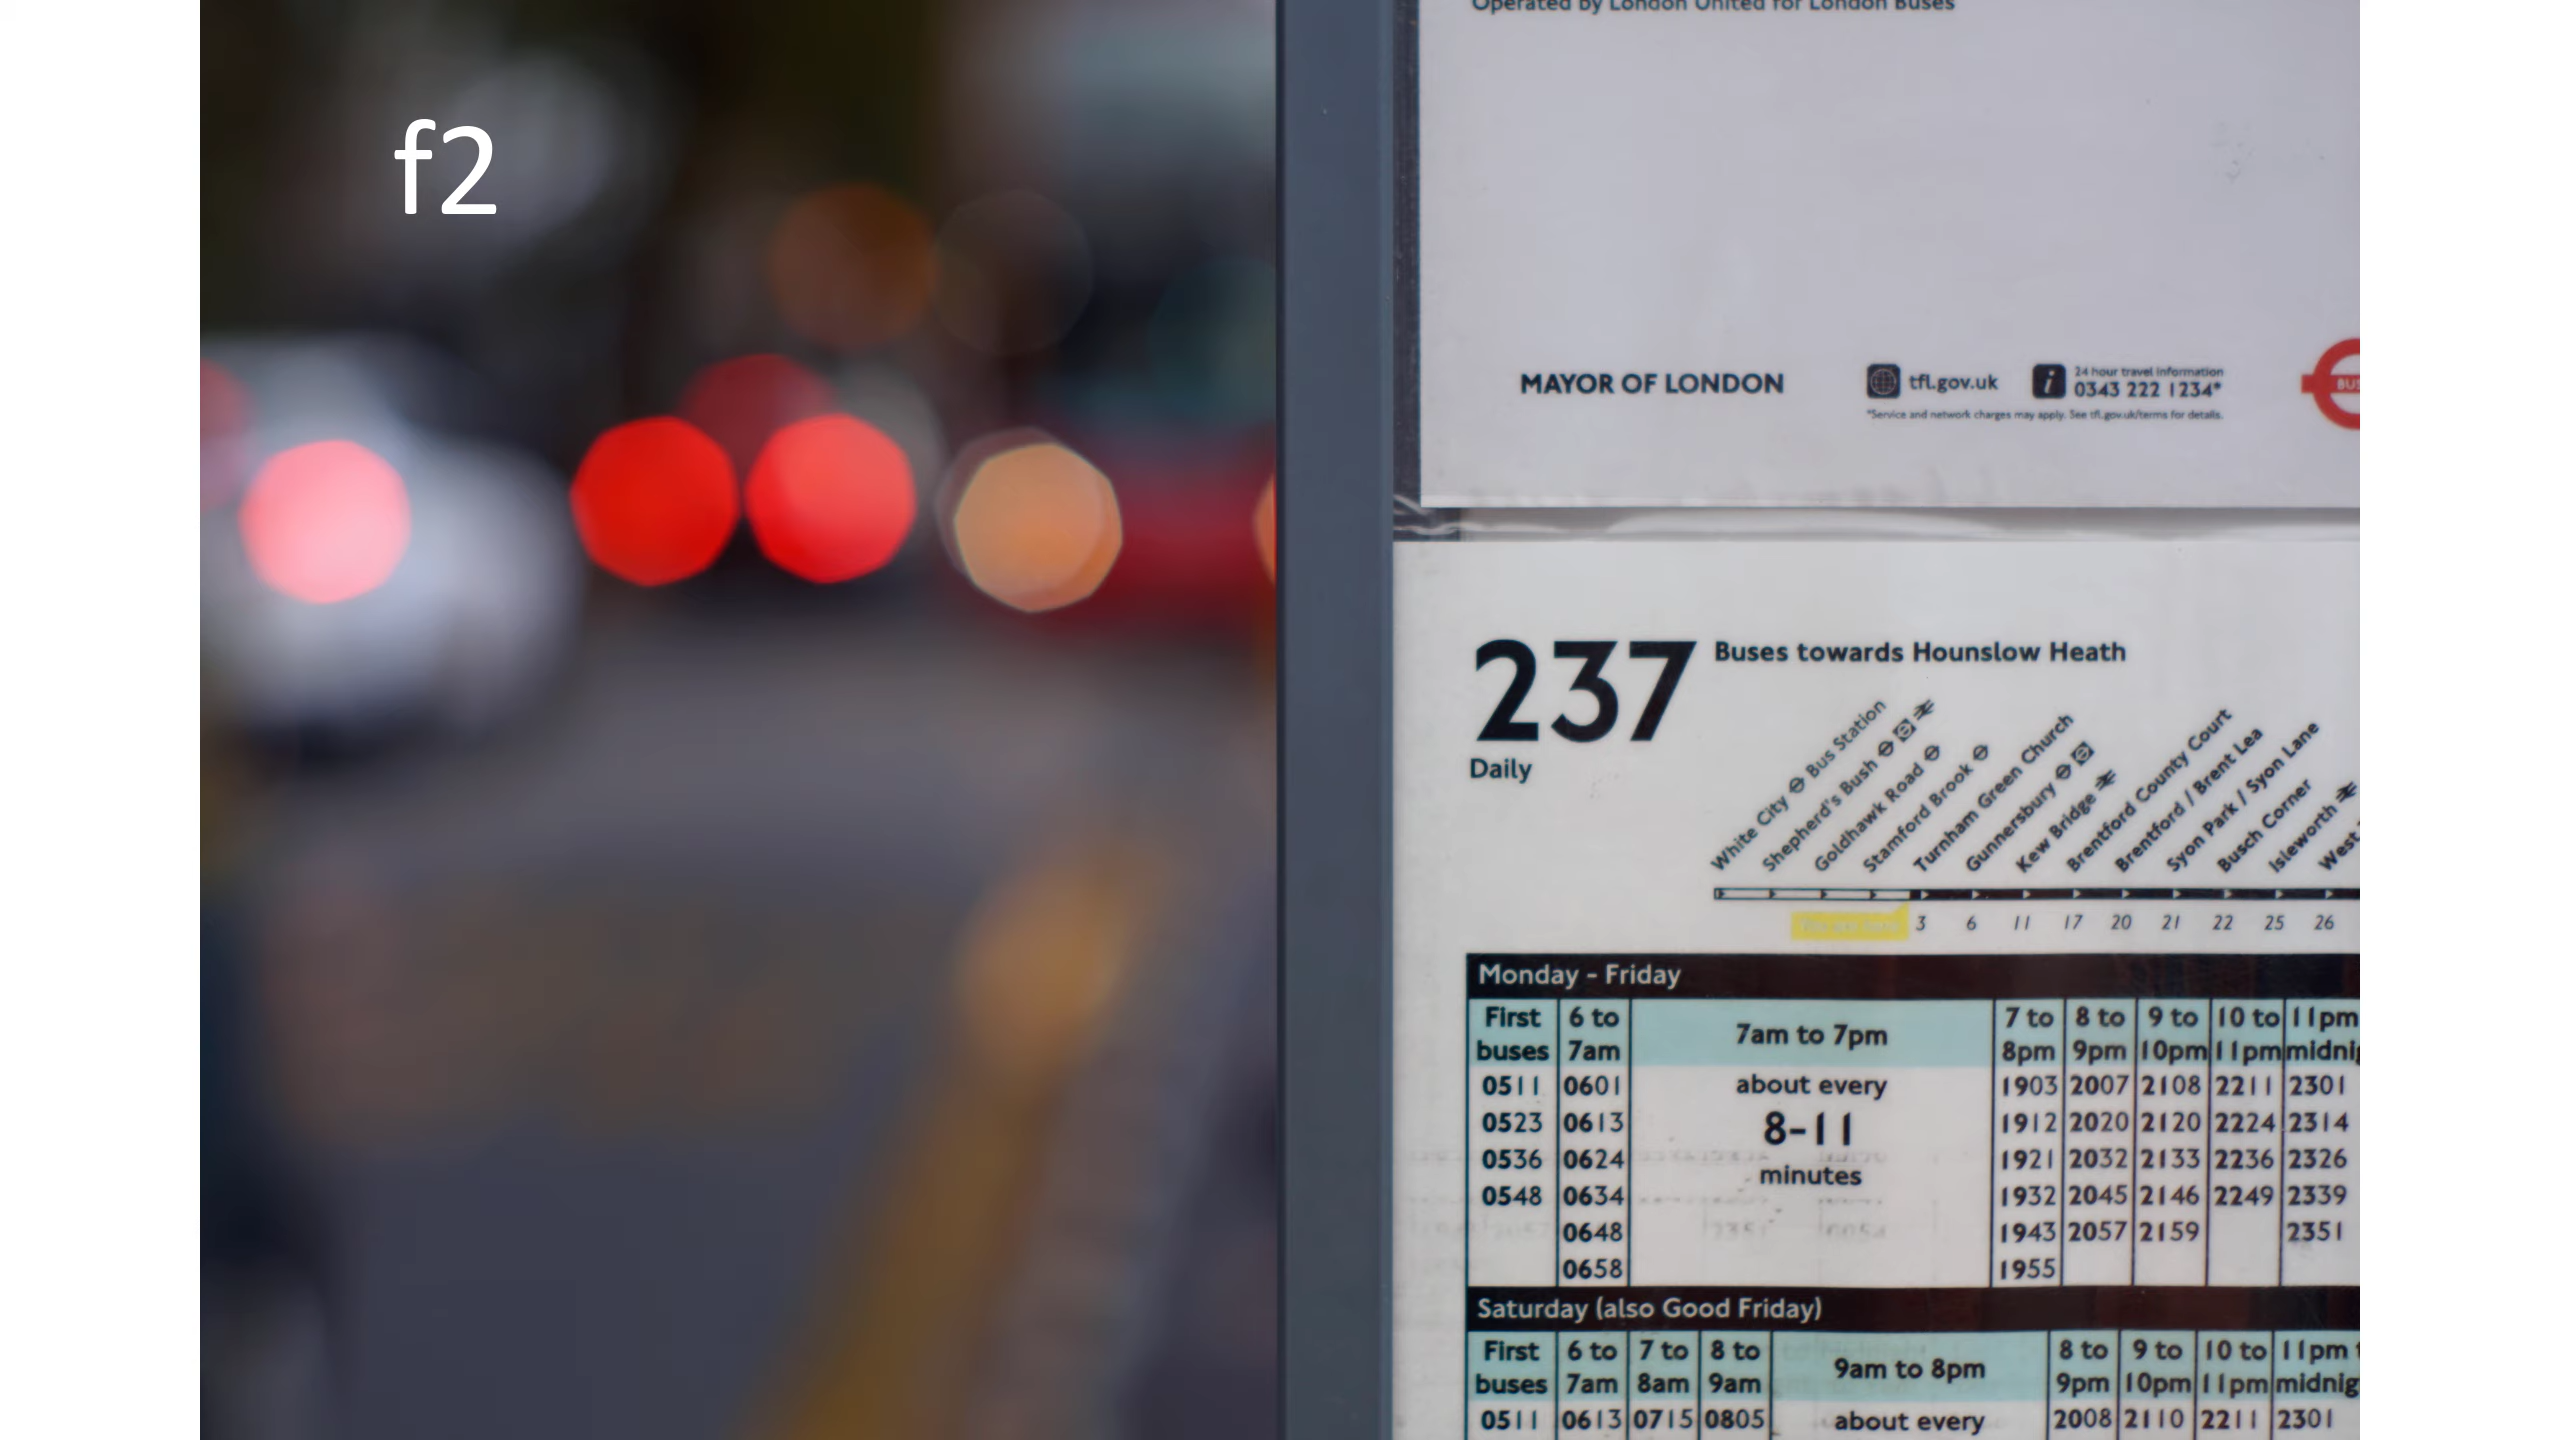 f2
Operated by London United for London Buses
MAYOR OF LONDON
tfl.gov.uk
24 hour travel information
0343 222 1234*
*Service and network charges may apply. See tfl.gov.uk/terms for details.
BUS
237
Buses towards Hounslow Heath
Daily
White City Bus Station
Shepherd's Bush
Goldhawk Road
Stamford Brook
Turnham Green Church
Gunnersbury
Kew Bridge
Brentford County Court
Brentford / Brent Lea
Syon Park / Syon Lane
Busch Corner
Isleworth
West
3 6 11 17 20 21 22 25 26
Monday - Friday
First buses 6 to 7am 7am to 7pm 7 to 8pm 8 to 9pm 9 to 10pm 10 to 11pm 11pm
0511 0601 about every 1903 2007 2108 2211 2301
0523 0613 8-11 1912 2020 2120 2224 2314
0536 0624 minutes 1921 2032 2133 2236 2326
0548 0634 1932 2045 2146 2249 2339
0648 1943 2057 2159 2351
0658 1955
Saturday (also Good Friday)
First buses 6 to 7am 7 to 8am 8 to 9am 9am to 8pm 8 to 9pm 9 to 10pm 10 to 11pm 11pm
0511 0613 0715 0805 about every 2008 2110 2211 2301